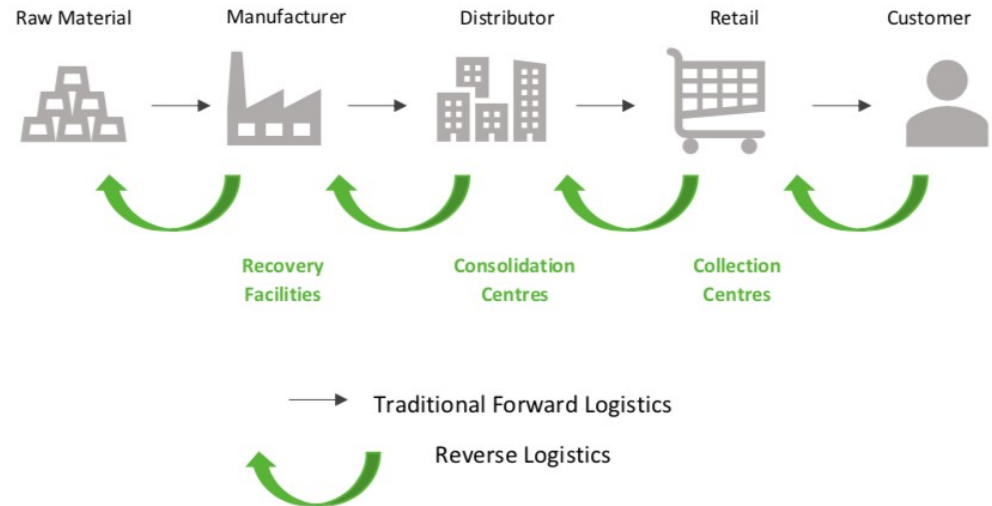 Raw Material
Manufacturer
Distributor
Retail
Customer
Recovery
Facilities
Consolidation
Centres
Collection
Centres
Traditional Forward Logistics
Reverse Logistics